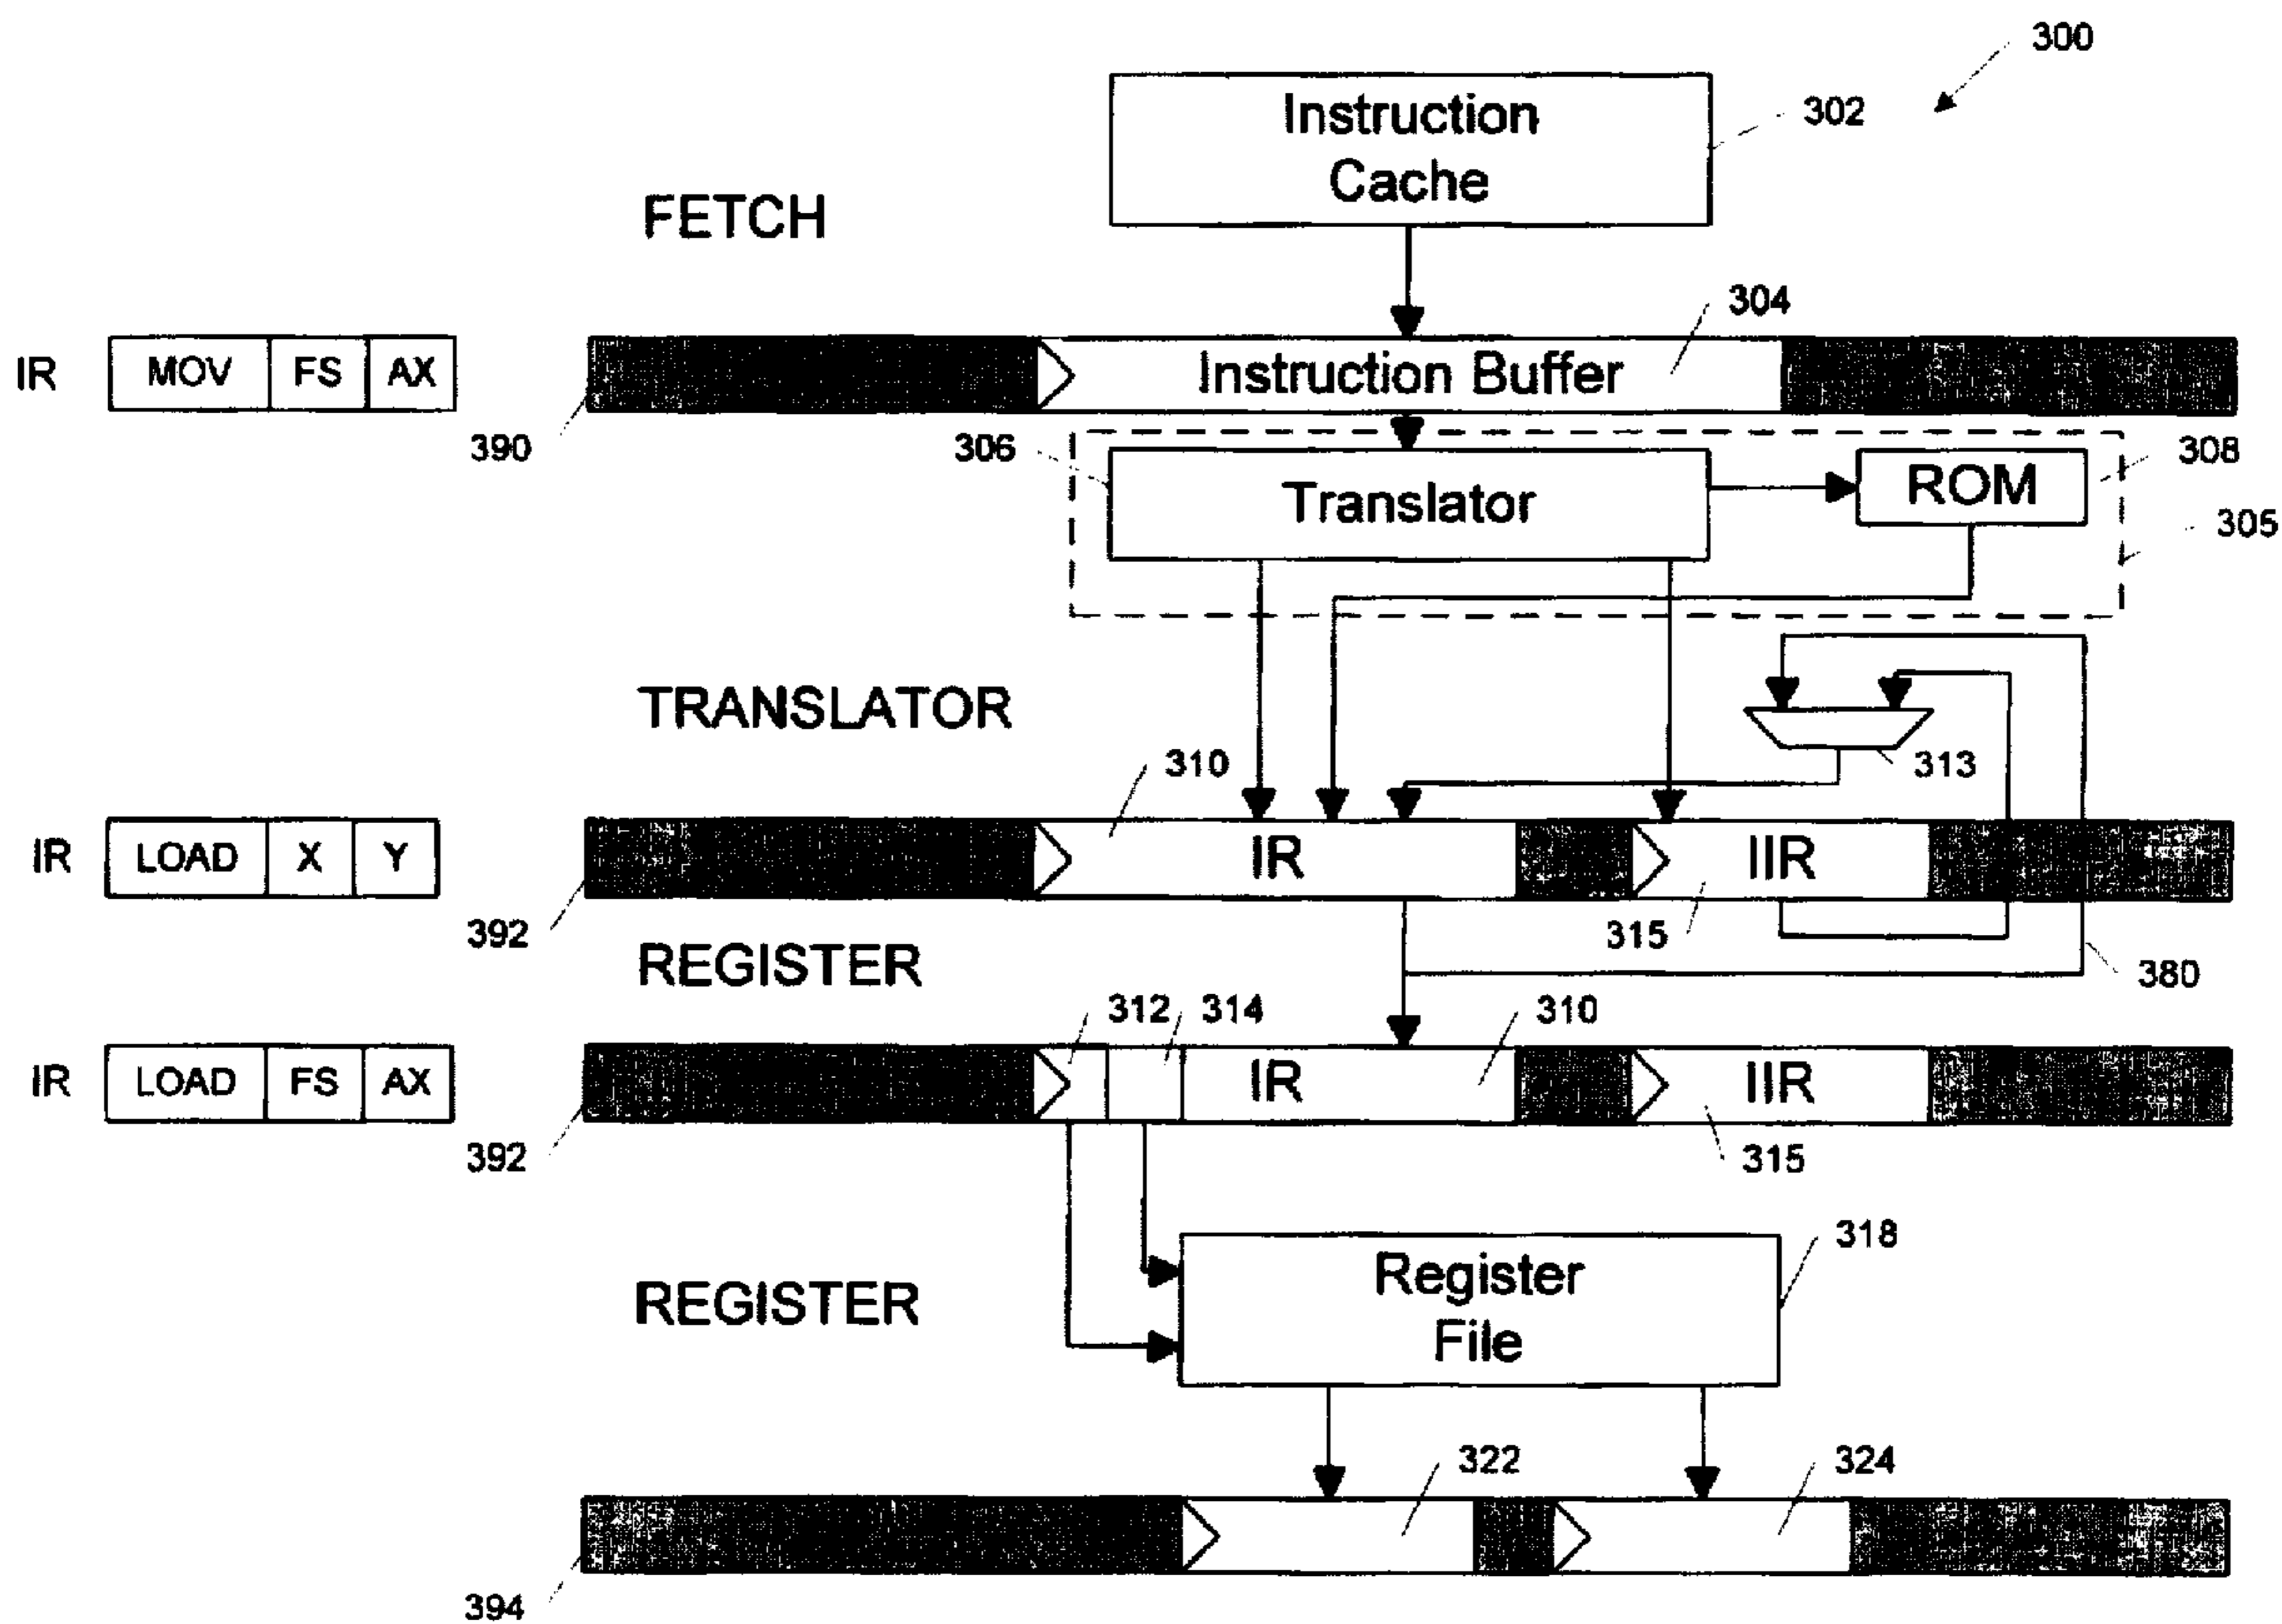 300
Instruction
Cache
302
FETCH
304
IR MOV FS AX
Instruction Buffer
390
306
Translator
ROM
308
305
TRANSLATOR
310
313
IR LOAD X Y
IR
IIR
392
315
REGISTER
380
312
314
310
IR LOAD FS AX
IR
IIR
392
315
318
Register
File
REGISTER
322
324
394